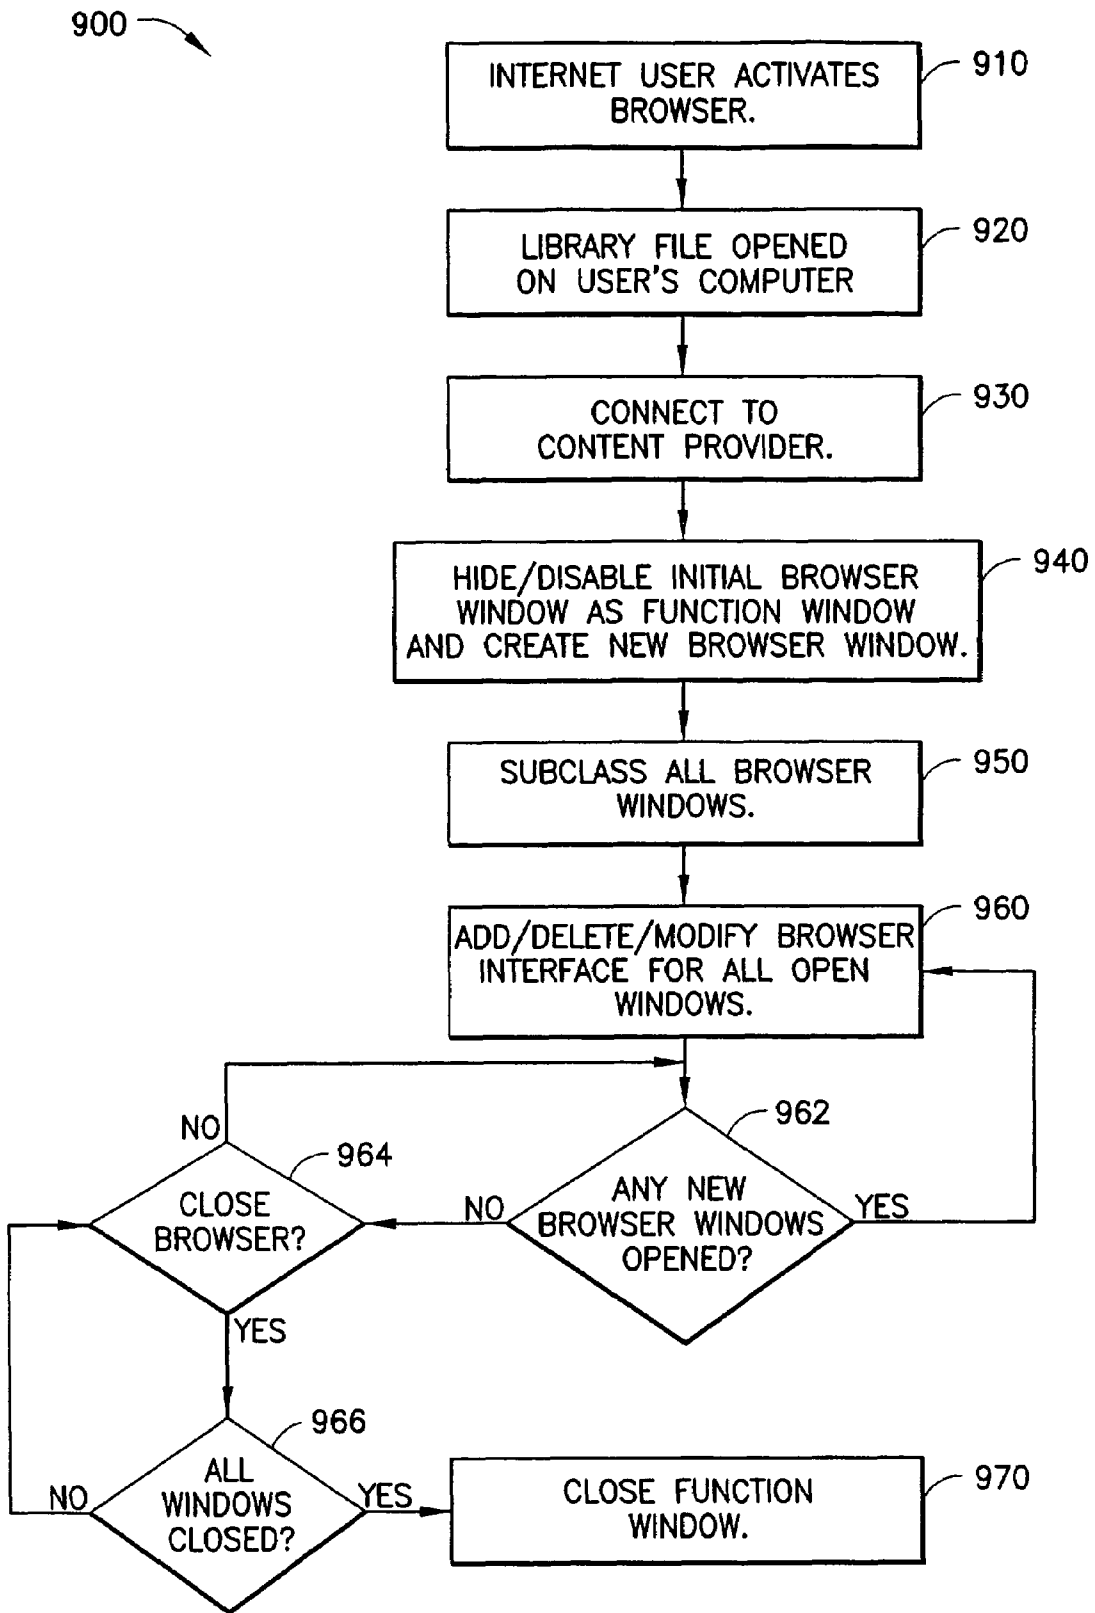 900
INTERNET USER ACTIVATES
BROWSER.
910
LIBRARY FILE OPENED
ON USER'S COMPUTER
920
CONNECT TO
CONTENT PROVIDER.
930
HIDE/DISABLE INITIAL BROWSER
WINDOW AS FUNCTION WINDOW
AND CREATE NEW BROWSER WINDOW.
940
SUBCLASS ALL BROWSER
WINDOWS.
950
ADD/DELETE/MODIFY BROWSER
INTERFACE FOR ALL OPEN
WINDOWS.
960
ANY NEW
BROWSER WINDOWS
OPENED?
962
YES
NO
CLOSE
BROWSER?
964
NO
YES
ALL
WINDOWS
CLOSED?
966
NO
YES
CLOSE FUNCTION
WINDOW.
970